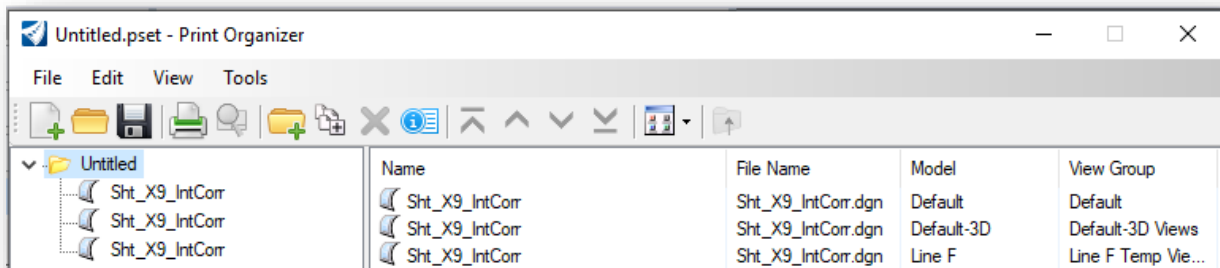 Untitled.pset - Print Organizer
File Edit View Tools
Untitled
Sht_X9_IntCorr
Sht_X9_IntCorr
Sht_X9_IntCorr
Name File Name Model View Group
Sht_X9_IntCorr Sht_X9_IntCorr.dgn Default Default
Sht_X9_IntCorr Sht_X9_IntCorr.dgn Default-3D Default-3D Views
Sht_X9_IntCorr Sht_X9_IntCorr.dgn Line F Line F Temp Vie...